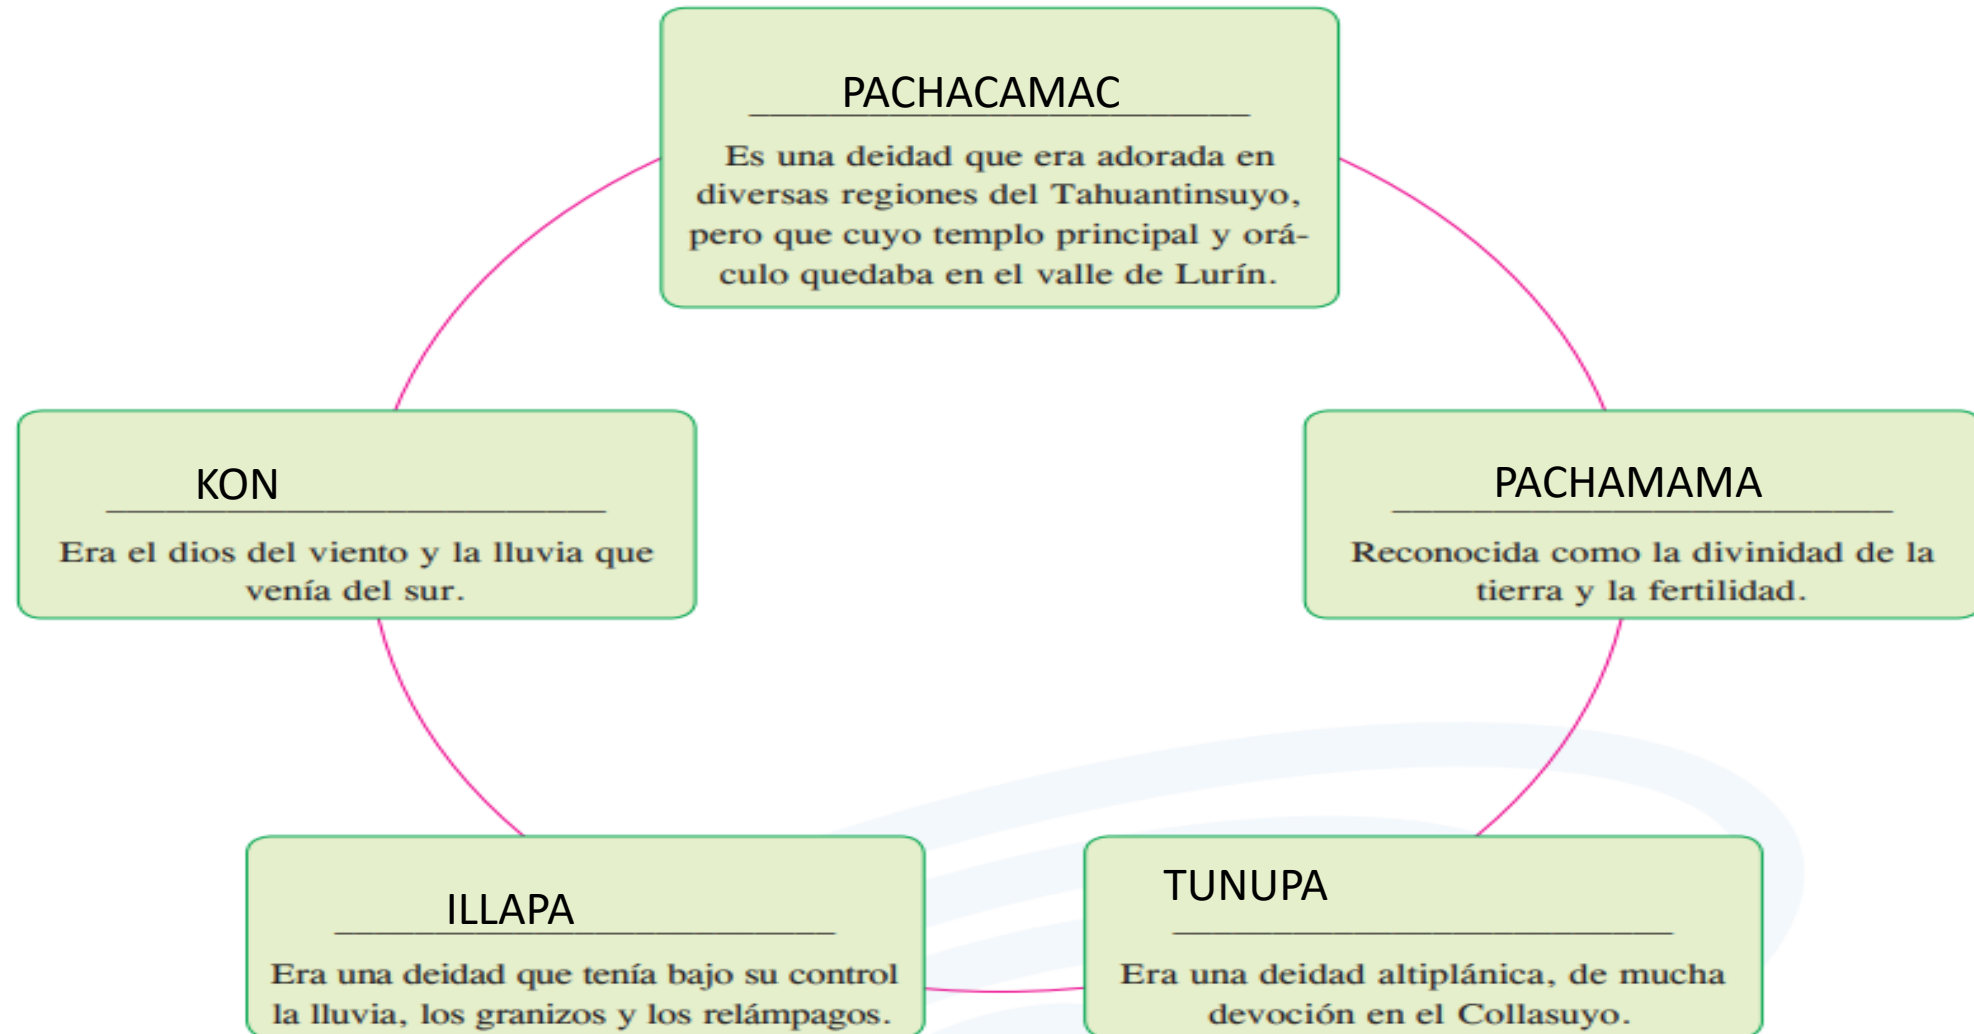 PACHACAMAC
Es una deidad que era adorada en
diversas regiones del Tahuantinsuyo,
pero que cuyo templo principal y orá-
culo quedaba en el valle de Lurín.
KON
Era el dios del viento y la lluvia que
venía del sur.
PACHAMAMA
Reconocida como la divinidad de la
tierra y la fertilidad.
ILLAPA
Era una deidad que tenía bajo su control
la lluvia, los granizos y los relámpagos.
TUNUPA
Era una deidad altiplánica, de mucha
devoción en el Collasuyo.